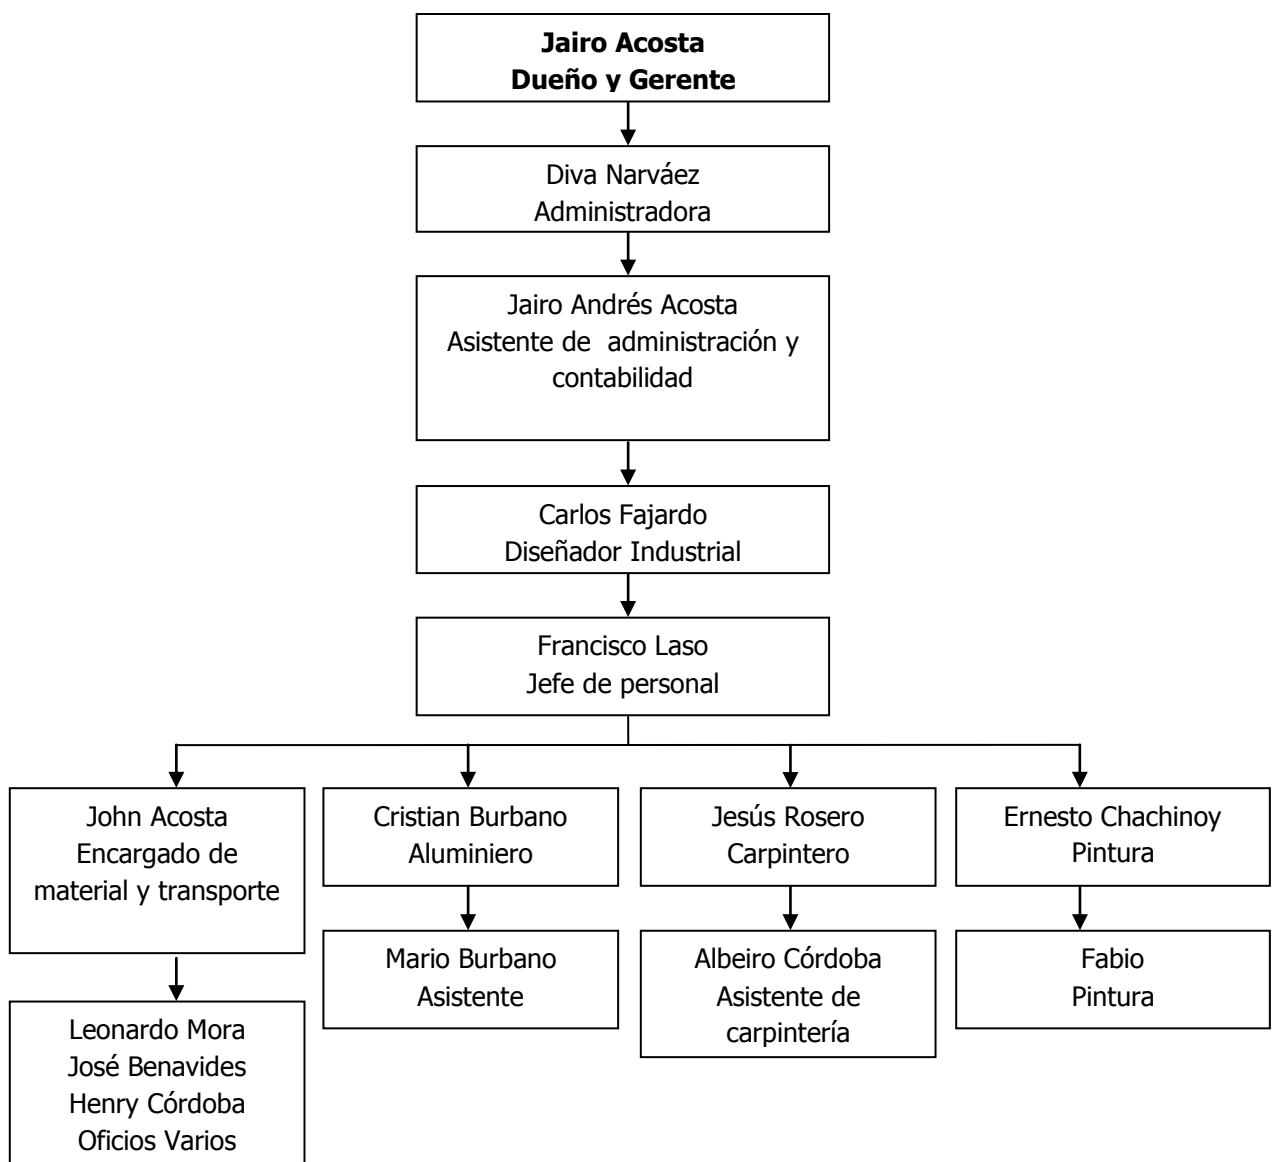 Jairo Acosta
Dueño y Gerente
Diva Narváez
Administradora
Jairo Andrés Acosta
Asistente de administración y
contabilidad
Carlos Fajardo
Diseñador Industrial
Francisco Laso
Jefe de personal
John Acosta
Encargado de
material y transporte
Cristian Burbano
Aluminiero
Jesús Rosero
Carpintero
Ernesto Chachinoy
Pintura
Leonardo Mora
José Benavides
Henry Córdoba
Oficios Varios
Mario Burbano
Asistente
Albeiro Córdoba
Asistente de
carpintería
Fabio
Pintura